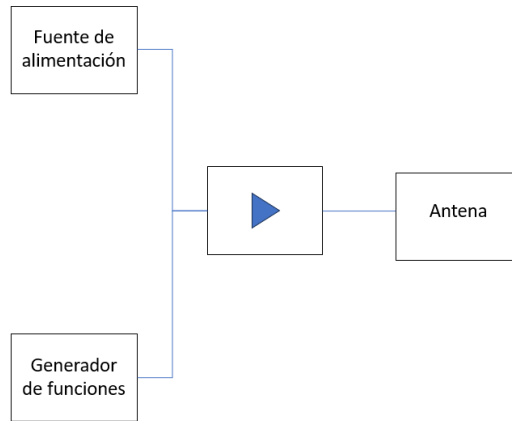 Fuente de
alimentación
Antena
Generador
de funciones